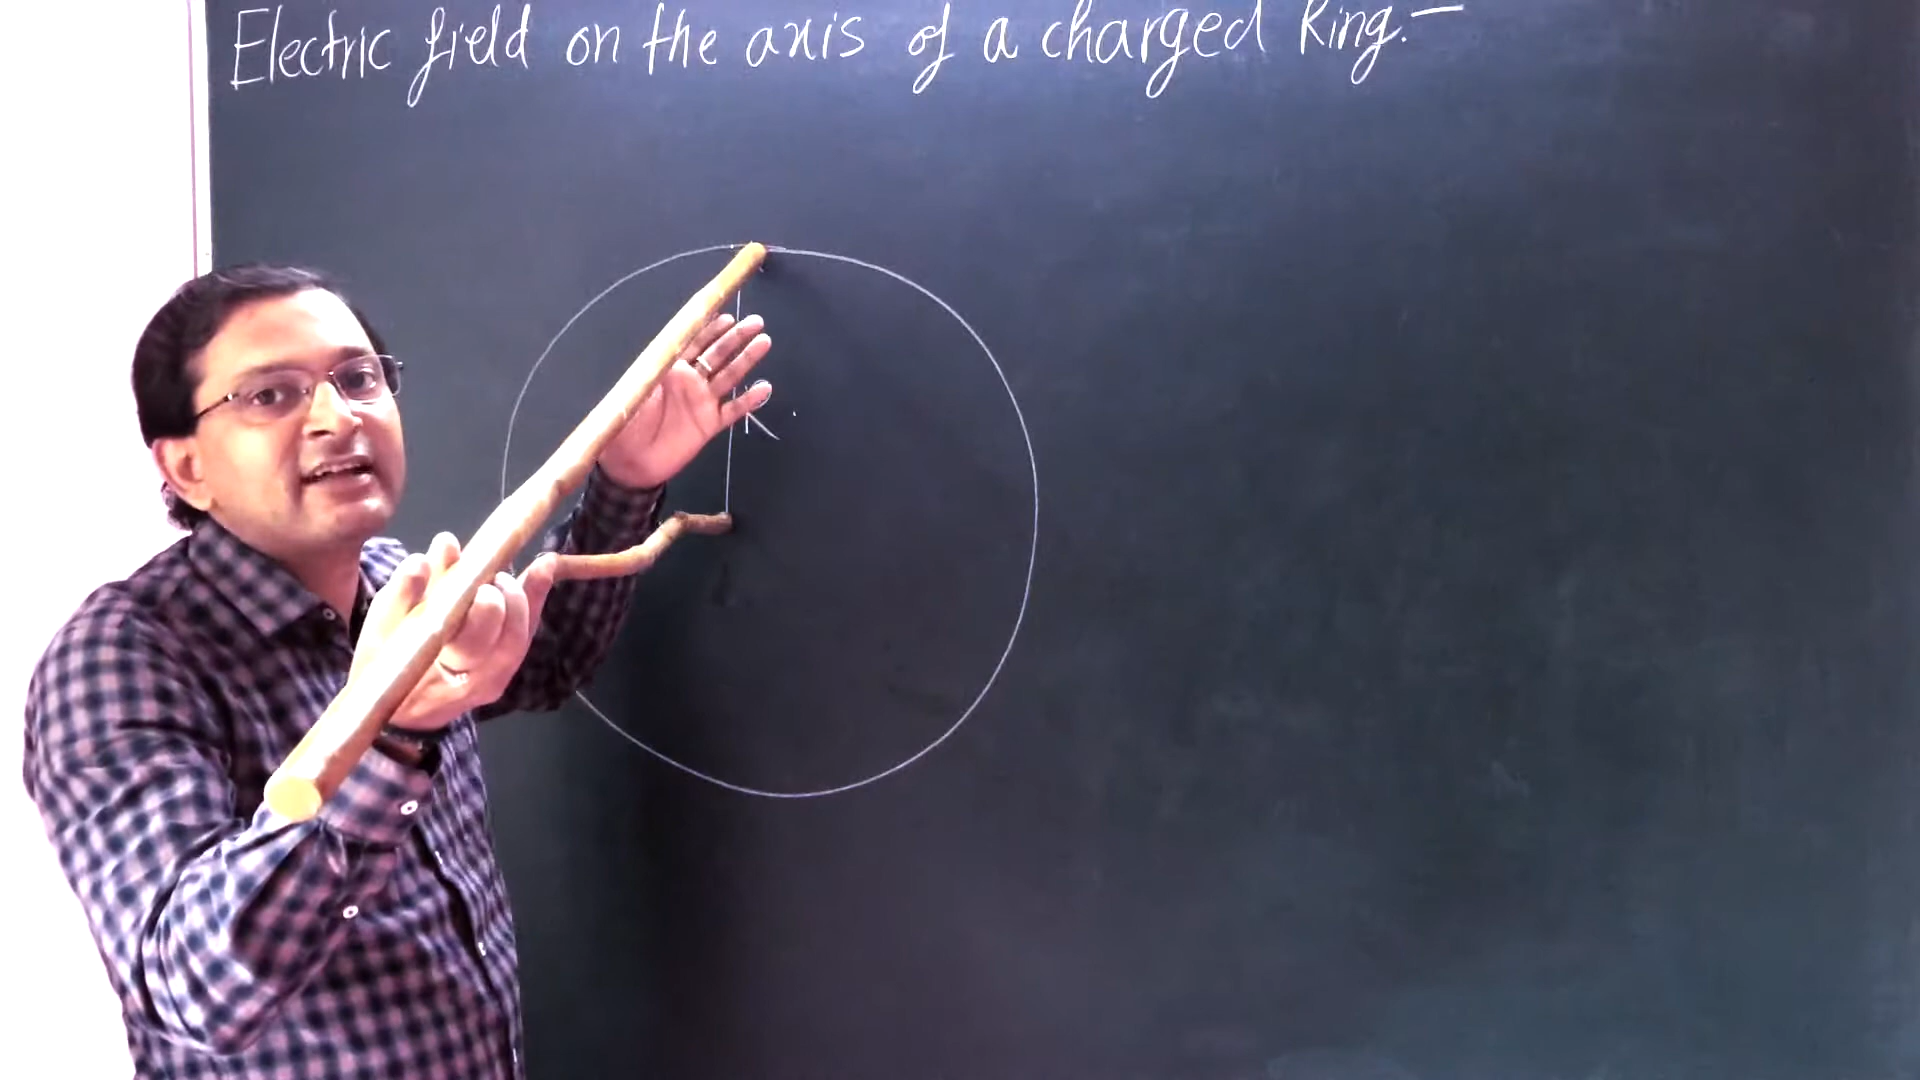 Electric field on the axis of a charged Ring:-
R